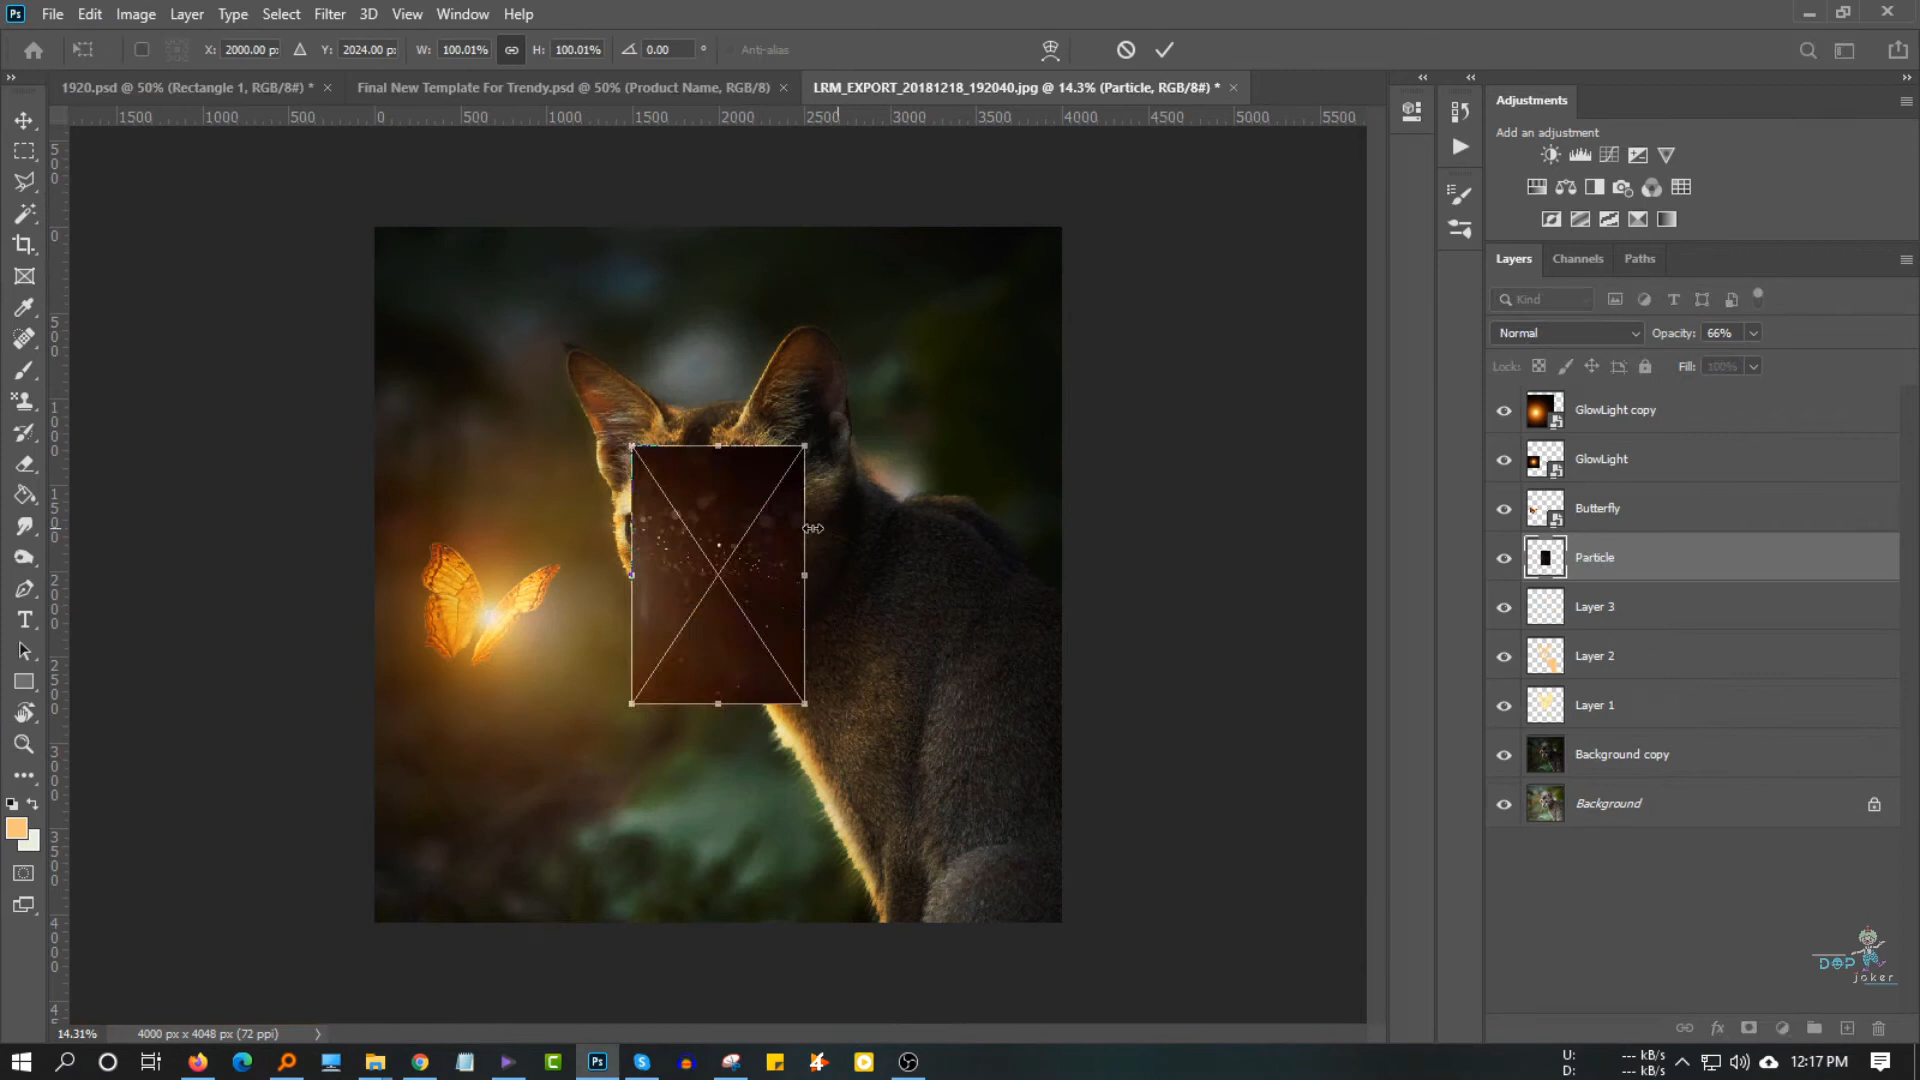 Ps File Edit Image Layer Type Select Filter 3D View Window Help
X: 2000.00 px Y: 2024.00 px W: 100.01% H: 100.01% 0.00 ° Anti-alias
1920.psd @ 50% (Rectangle 1, RGB/8#) * × Final New Template For Trendy.psd @ 50% (Product Name, RGB/8) × LRM_EXPORT_20181218_192040.jpg @ 14.3% (Particle, RGB/8#) * ×
1500 1000 500 0 500 1000 1500 2000 2500 3000 3500 4000 4500 5000 5500
Adjustments
Add an adjustment
Layers Channels Paths
Kind
Normal Opacity: 66%
Lock: Fill: 100%
GlowLight copy
GlowLight
Butterfly
Particle
Layer 3
Layer 2
Layer 1
Background copy
Background
DOP
joker
14.31% 4000 px x 4048 px (72 ppi)
U: --- kB/s
D: --- kB/s
12:17 PM